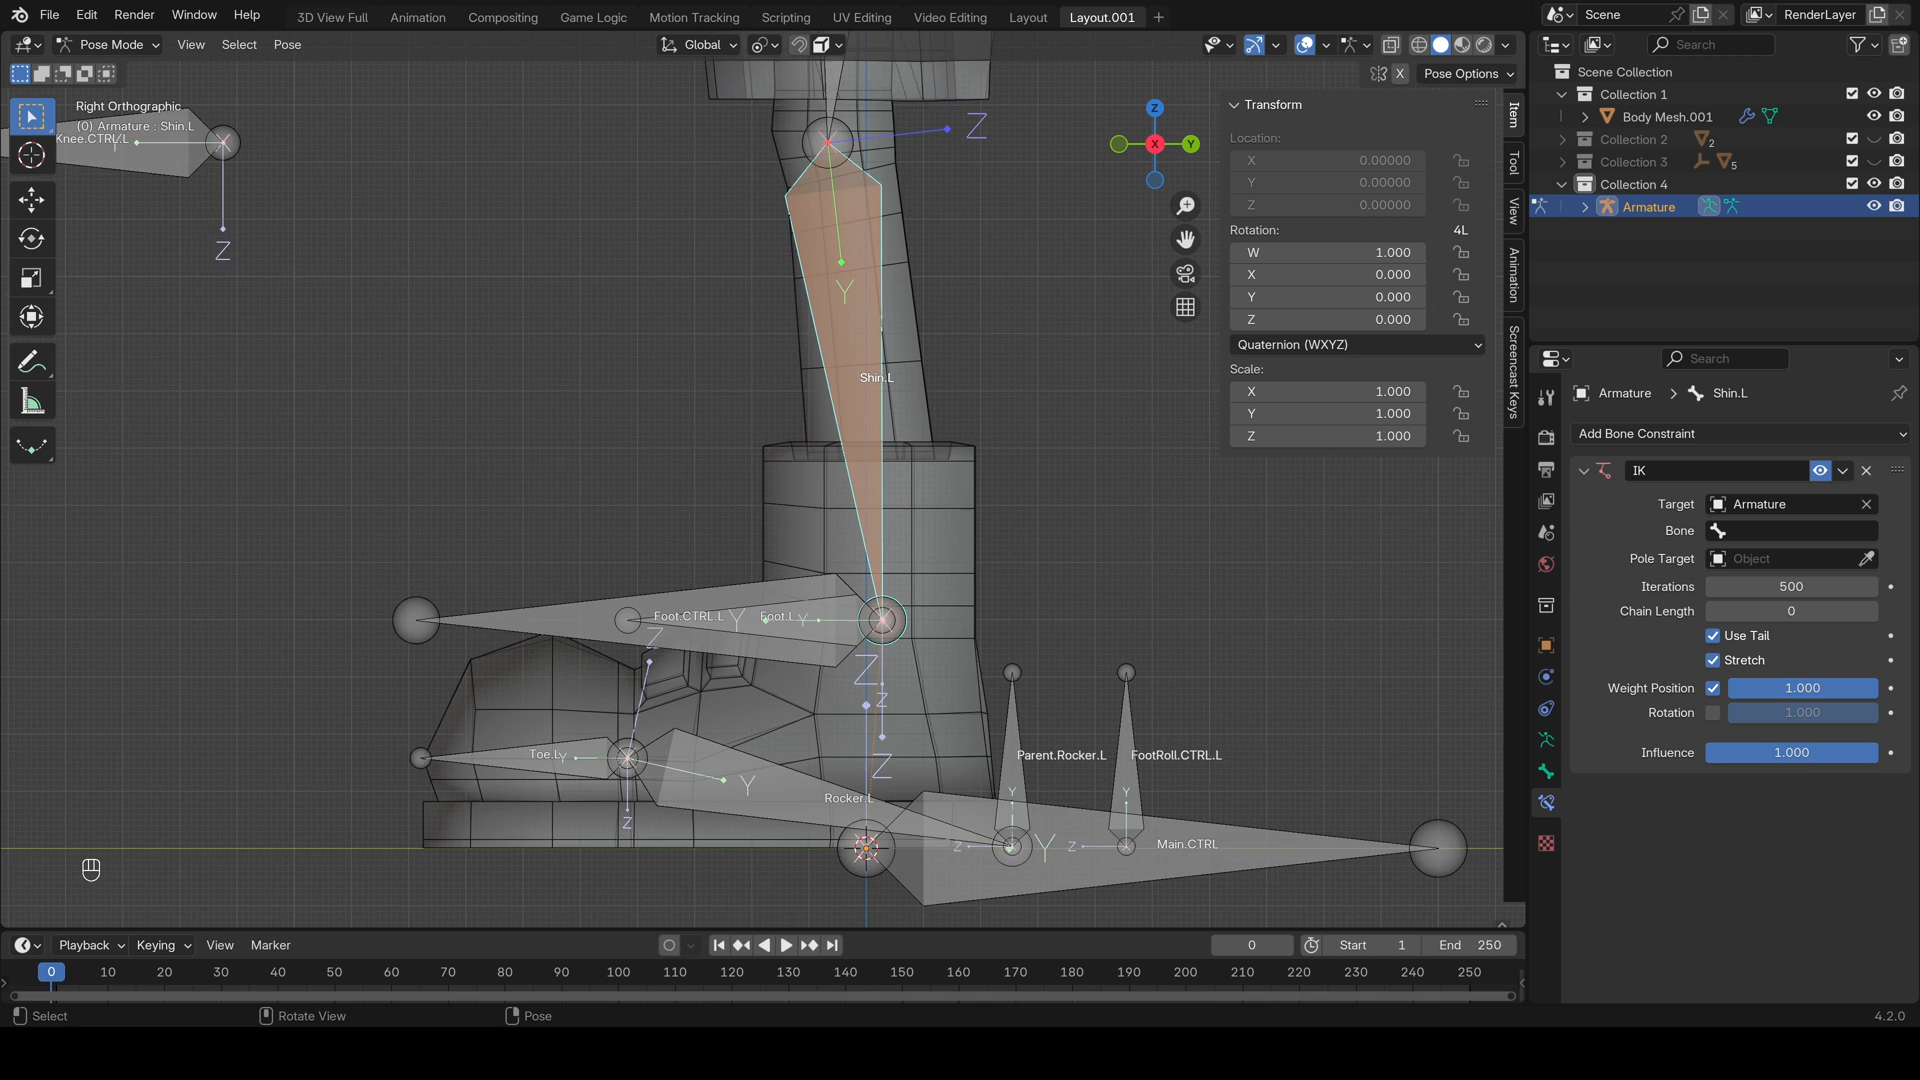 File Edit Render Window Help 3D View Full Animation Compositing Game Logic Motion Tracking Scripting UV Editing Video Editing Layout Layout.001 Scene RenderLayer
Pose Mode View Select Pose Global Search
X Pose Options
Right Orthographic
(0) Armature : Shin.L
Knee.CTRL.L
Z
Z
Y
Z
X Y
Shin.L
Foot.CTRL.L Y Foot.L Y
Z
Z
Z
Z
Toe.L Y
Y
Z
Rocker.L
Parent.Rocker.L FootRoll.CTRL.L
Y Y
Z Y Z Main.CTRL
Transform
Location:
X 0.00000
Y 0.00000
Z 0.00000
Rotation: 4L
W 1.000
X 0.000
Y 0.000
Z 0.000
Quaternion (WXYZ)
Scale:
X 1.000
Y 1.000
Z 1.000
Item
Tool
View
Animation
Screencast Keys
Scene Collection
Collection 1
Body Mesh.001
Collection 2 2
Collection 3 5
Collection 4
Armature
Search
Armature Shin.L
Add Bone Constraint
IK
Target Armature
Bone
Pole Target Object
Iterations 500
Chain Length 0
Use Tail
Stretch
Weight Position 1.000
Rotation 1.000
Influence 1.000
Playback Keying View Marker 0 Start 1 End 250
0 10 20 30 40 50 60 70 80 90 100 110 120 130 140 150 160 170 180 190 200 210 220 230 240 250
Select Rotate View Pose 4.2.0